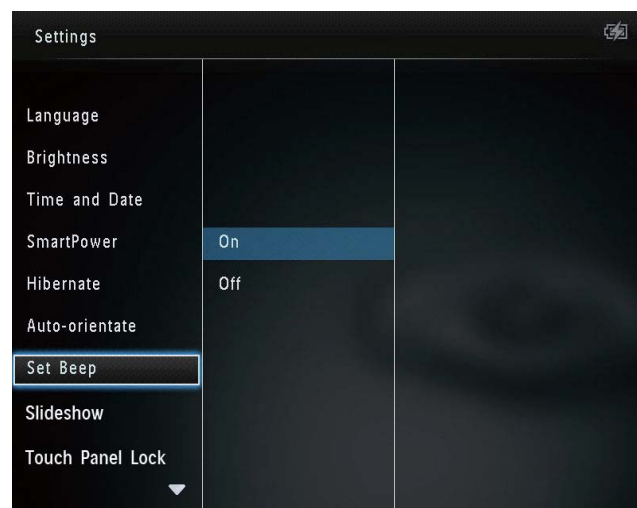 Settings
Language
Brightness
Time and Date
SmartPower
On
Hibernate
Off
Auto-orientate
Set Beep
Slideshow
Touch Panel Lock